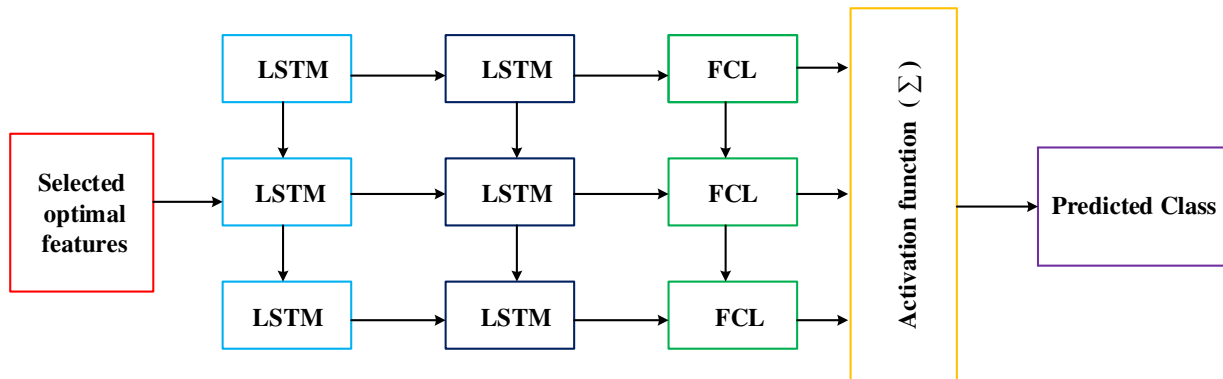 LSTM
LSTM
FCL
Selected
optimal
features
LSTM
LSTM
FCL
LSTM
LSTM
FCL
Activation function (∑)
Predicted Class